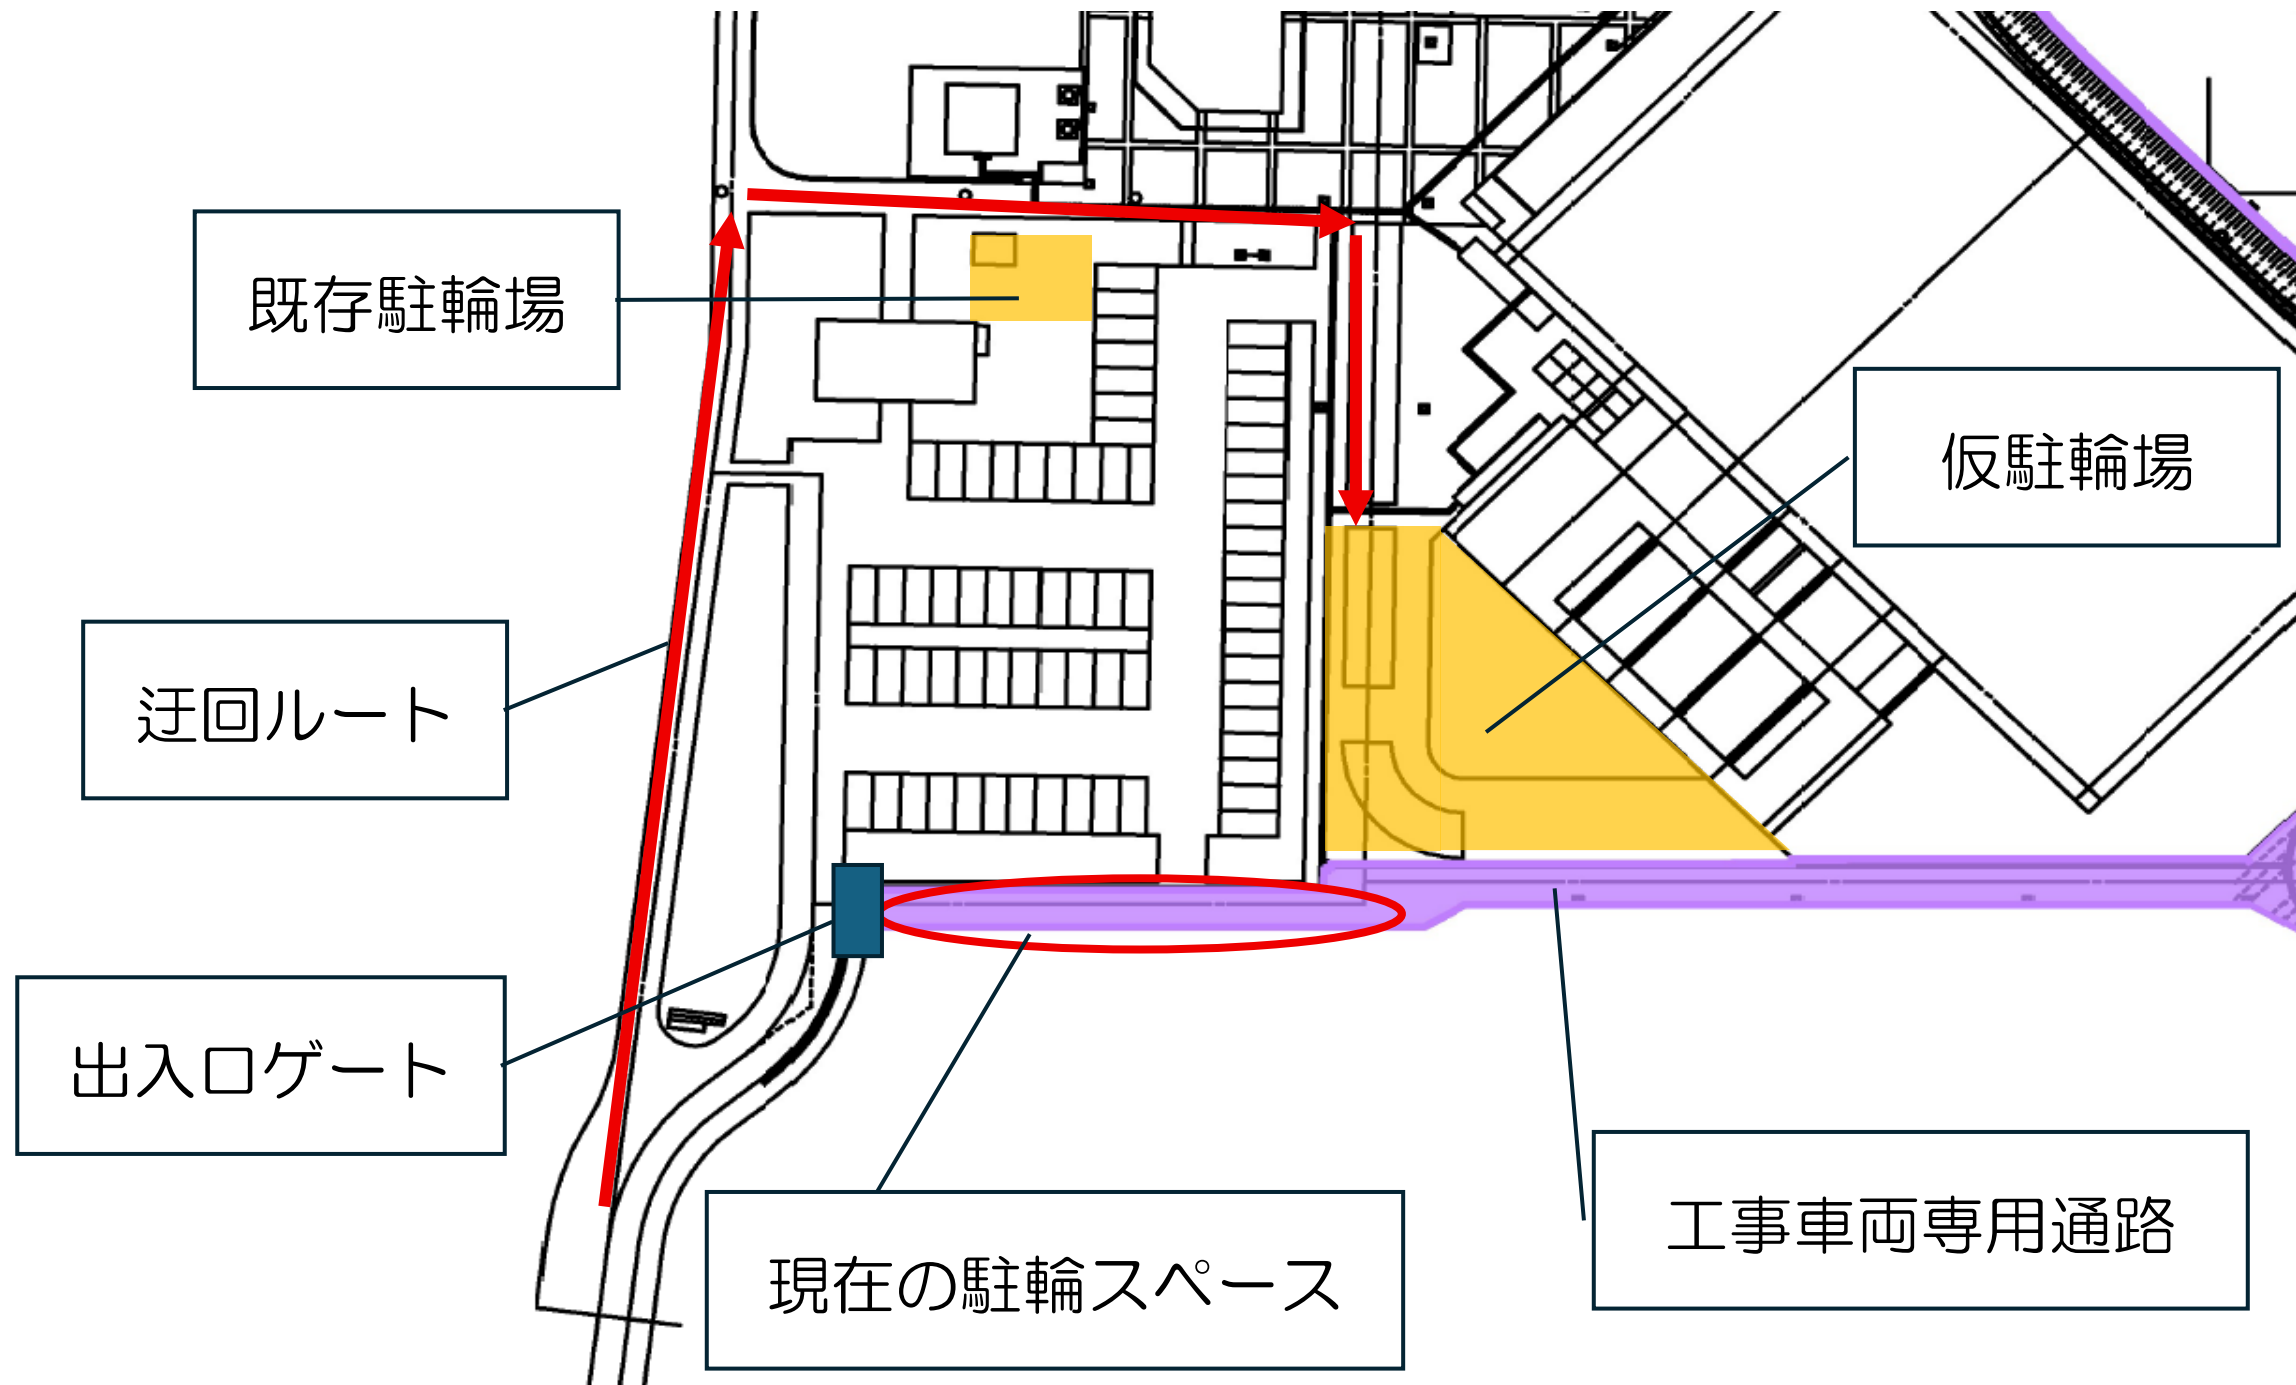 既存駐輪場
仮駐輪場
迂回ルート
出入口ゲート
現在の駐輪スペース
工事車両専用通路